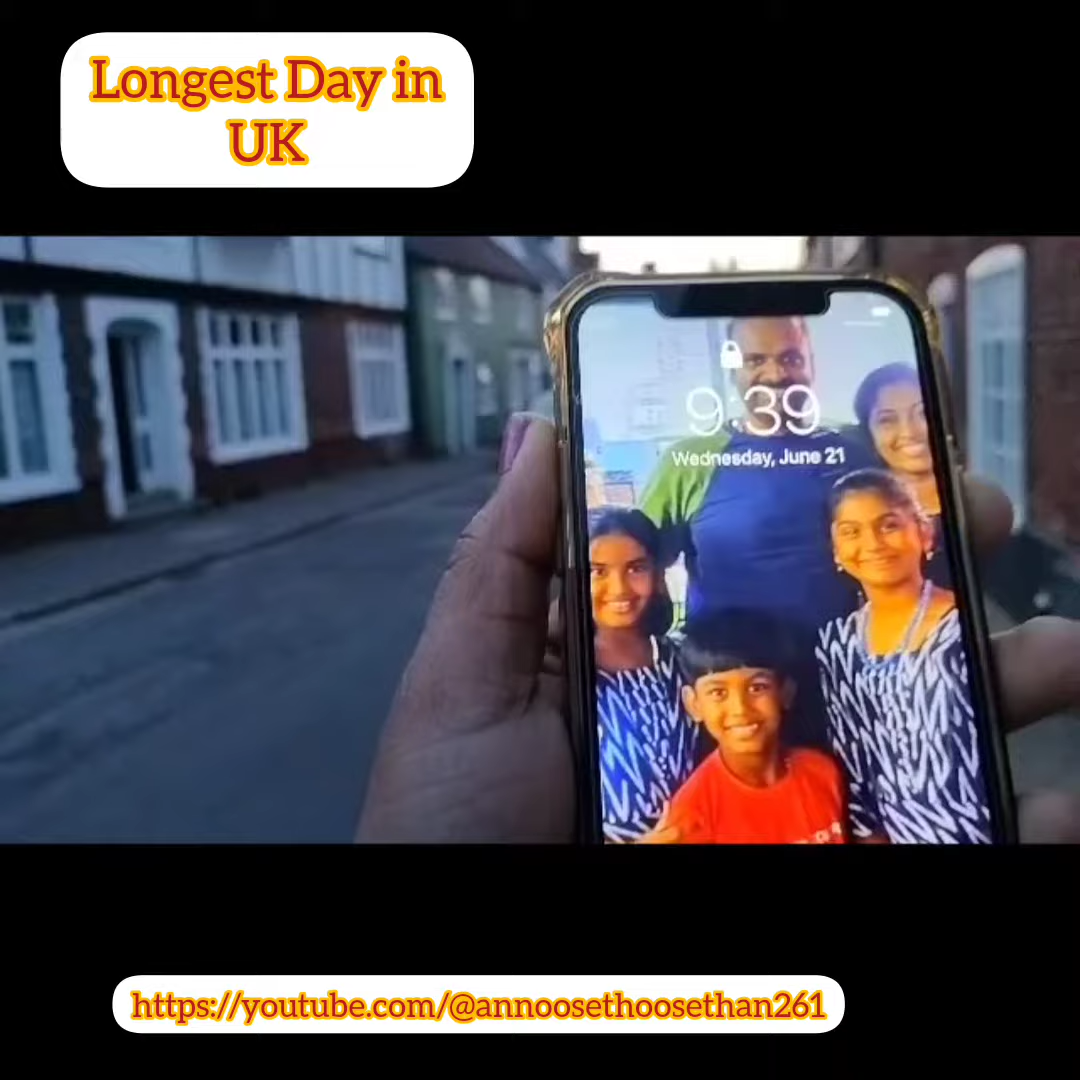 Longest Day in
UK
9:39
Wednesday, June 21
https://youtube.com/@annoosethoosethan261